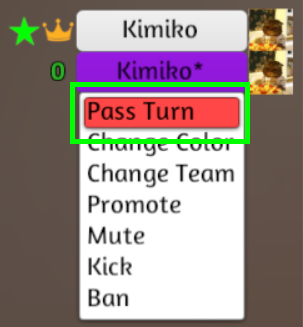 Kimiko
0
Kimiko*
Pass Turn
Change Color
Change Team
Promote
Mute
Kick
Ban